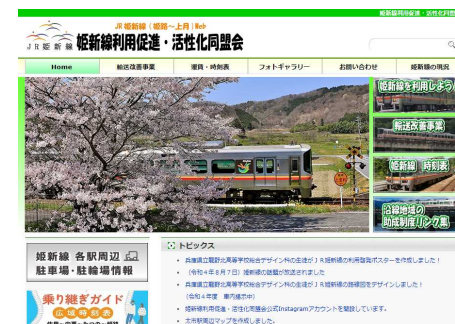 姫新線利用促進・活性化同盟会
JR 姫新線（姫路～上月）Web
JR 姫新線
姫新線利用促進・活性化同盟会
Home
輸送改善事業
運賃・時刻表
フォトギャラリー
お問い合わせ
姫新線の現況
姫新線を利用しよう
輸送改善事業
姫新線 時刻表
沿線地域の
助成制度リンク集
姫新線 各駅周辺
駐車場・駐輪場情報
乗り継ぎガイド
広域時刻表
トピックス
兵庫県立龍野北高等学校総合デザイン科の生徒がＪＲ姫新線の利用啓発ポスターを作成しました！
（令和４年８月７日）姫新線の話題が放送されました
兵庫県立龍野北高等学校総合デザイン科の生徒がＪＲ姫新線の路線図をデザインしました！
（令和４年度 車内掲示中）
姫新線利用促進・活性化同盟会公式Instagramアカウントを開設しています。
太市駅周辺マップを作成しました。